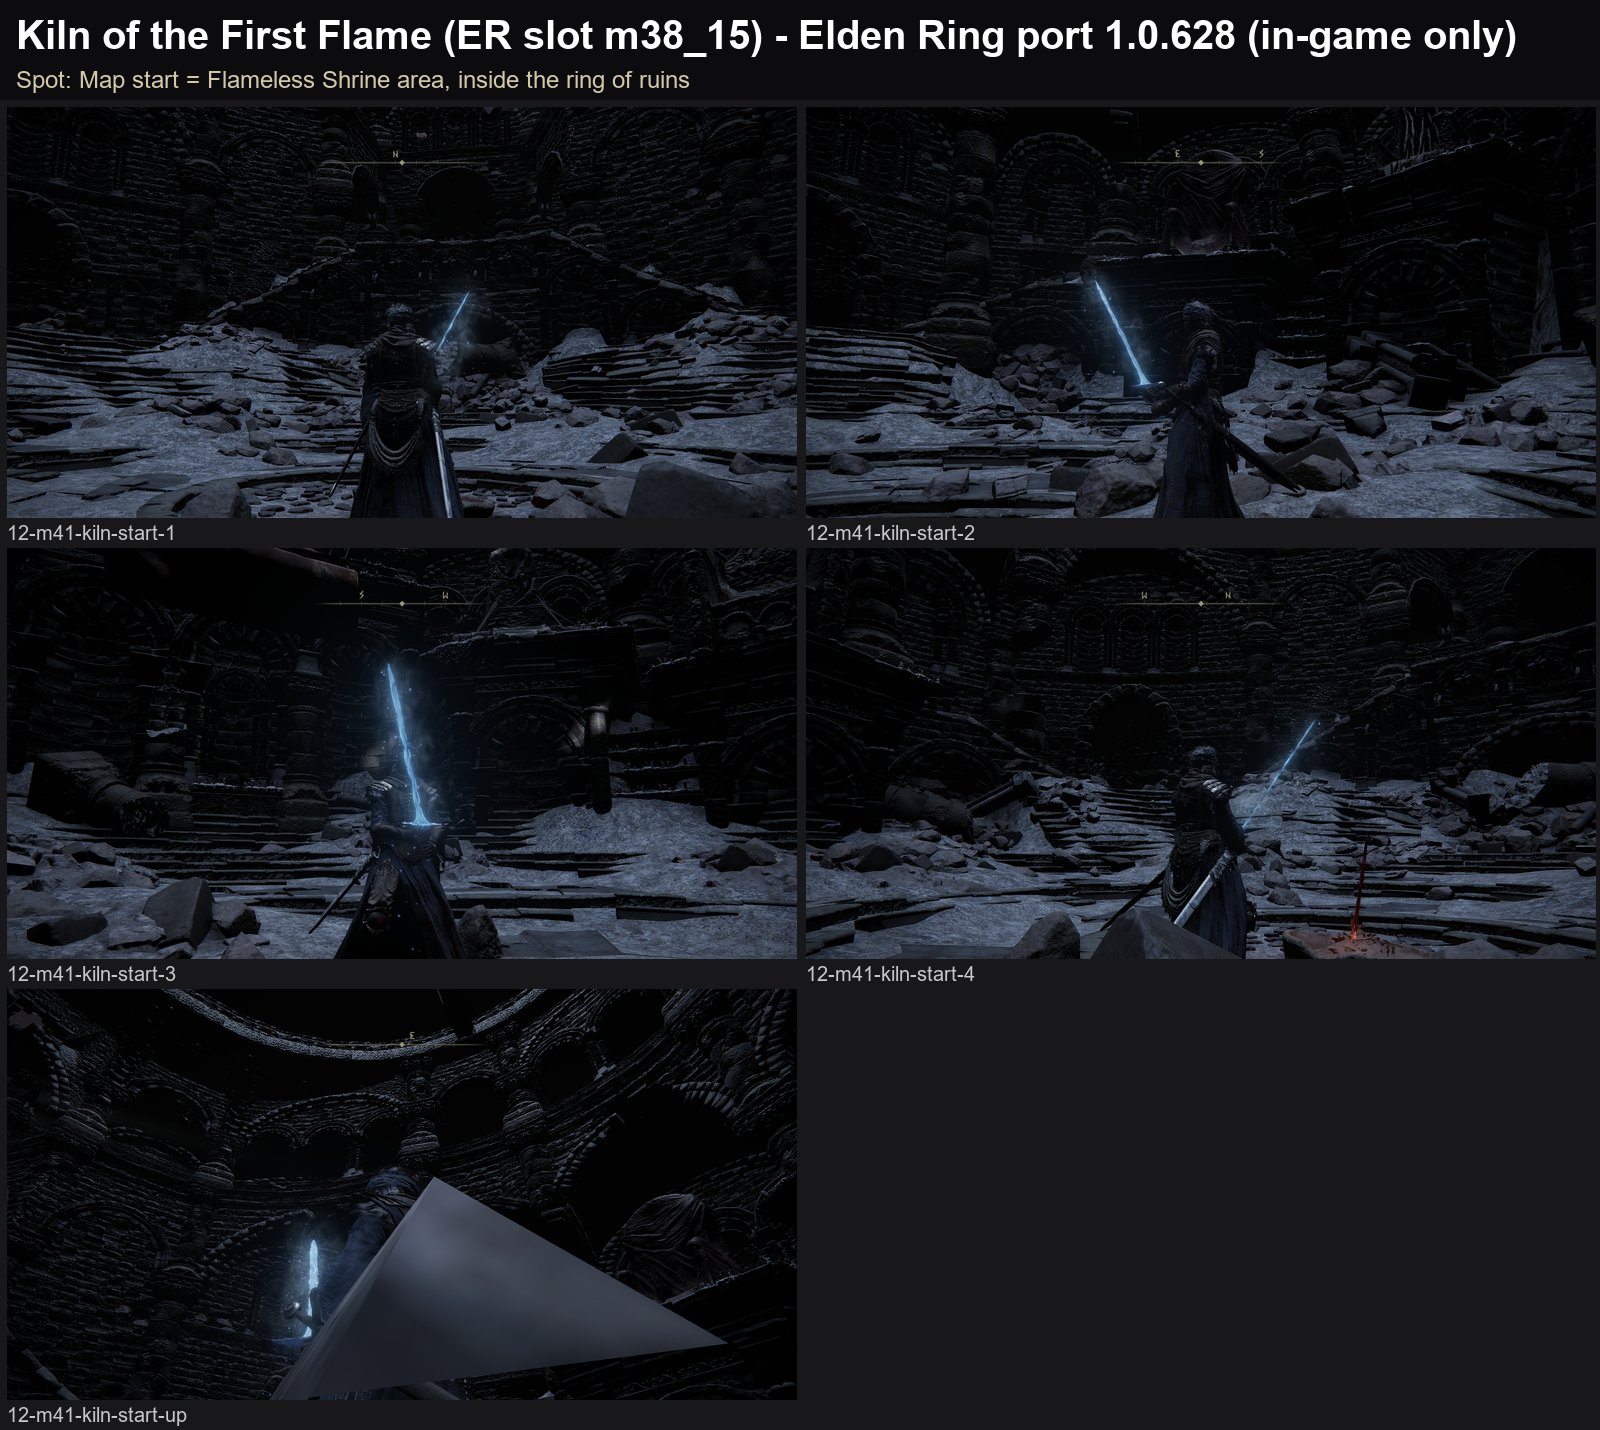 Kiln of the First Flame (ER slot m38_15) - Elden Ring port 1.0.628 (in-game only)
Spot: Map start = Flameless Shrine area, inside the ring of ruins
N
E S
12-m41-kiln-start-1
12-m41-kiln-start-2
S W
W N
12-m41-kiln-start-3
12-m41-kiln-start-4
E
12-m41-kiln-start-up